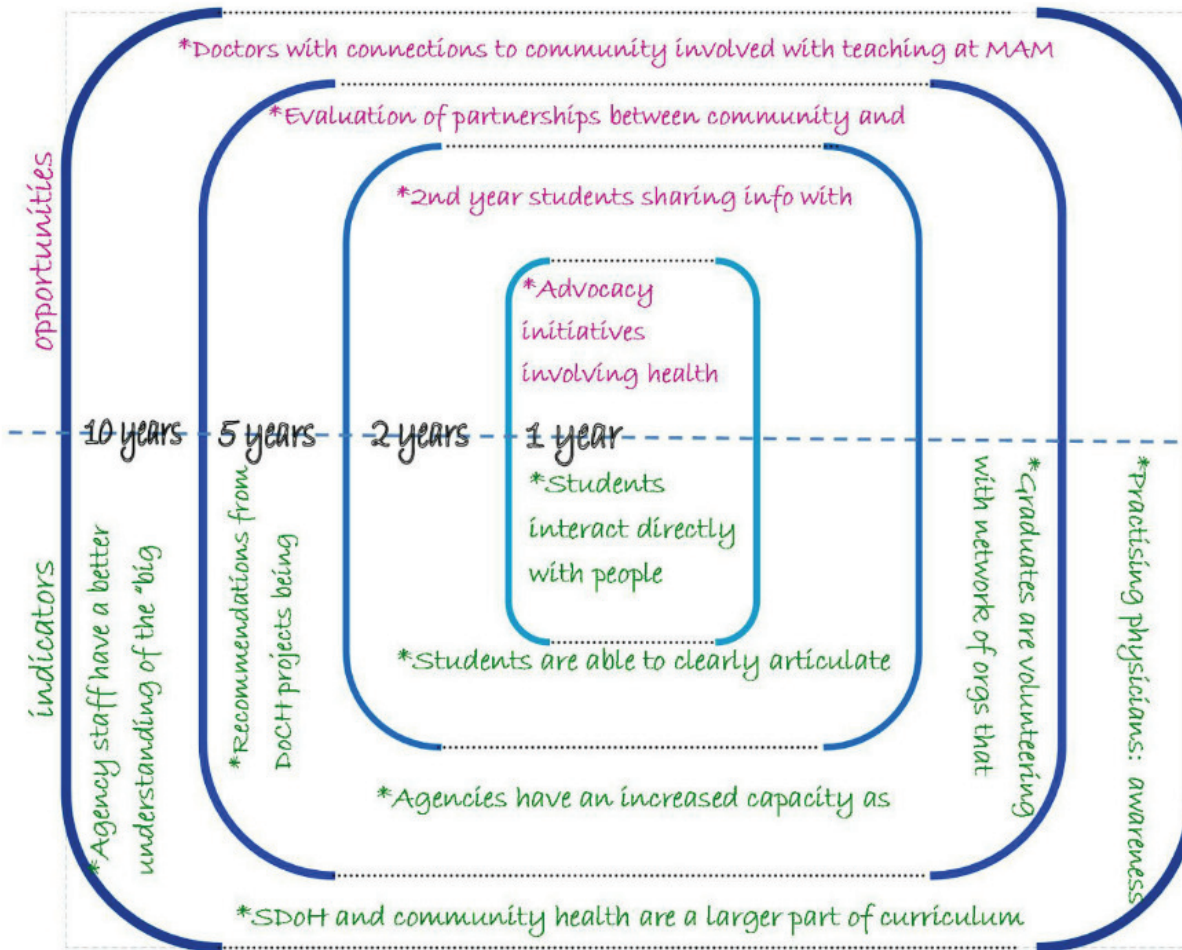 *Doctors with connections to community involved with teaching at MAM
*Evaluation of partnerships between community and
*2nd year students sharing info with
*Advocacy
initiatives
involving health
opportunities
10 years
5 years
2 years
1 year
indicators
*Students
interact directly
with people
*Students are able to clearly articulate
*Agencies have an increased capacity as
*Recommendations from
DoCH projects being
*Graduates are volunteering
with network of orgs that
*Agency staff have a better
understanding of the "big
*Practising physicians: awareness
*SDoH and community health are a larger part of curriculum